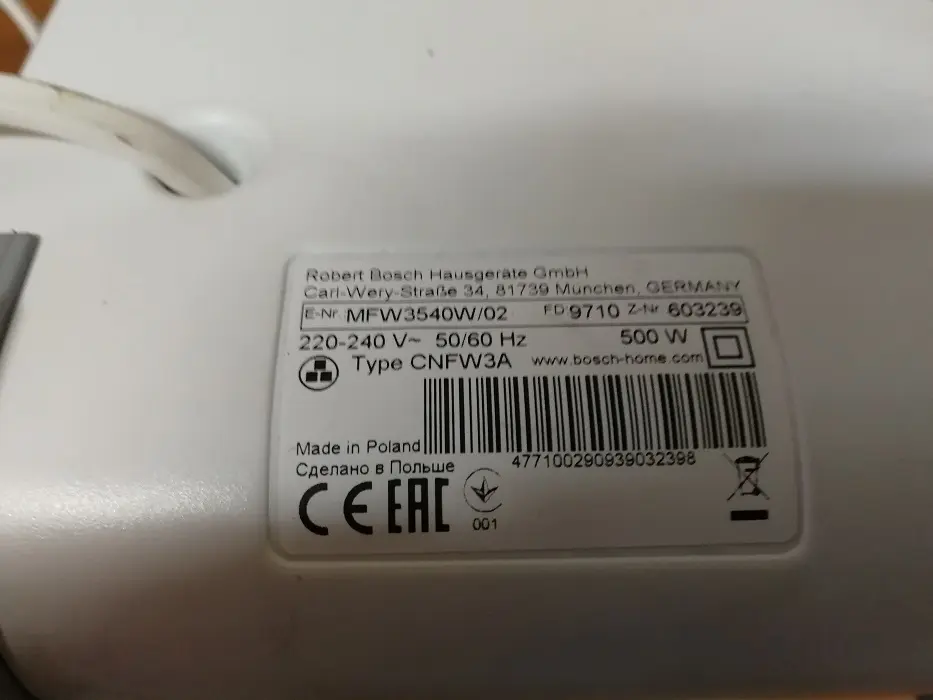 Robert Bosch Hausgeräte GmbH
Carl-Wery-Straße 34, 81739 München, GERMANY
E-Nr. MFW3540W/02 FD 9710 Z-Nr. 603239
220-240 V~ 50/60 Hz 500 W
Type CNFW3A www.bosch-home.com
Made in Poland
Сделано в Польше
477100290939032398
CE EAC
001